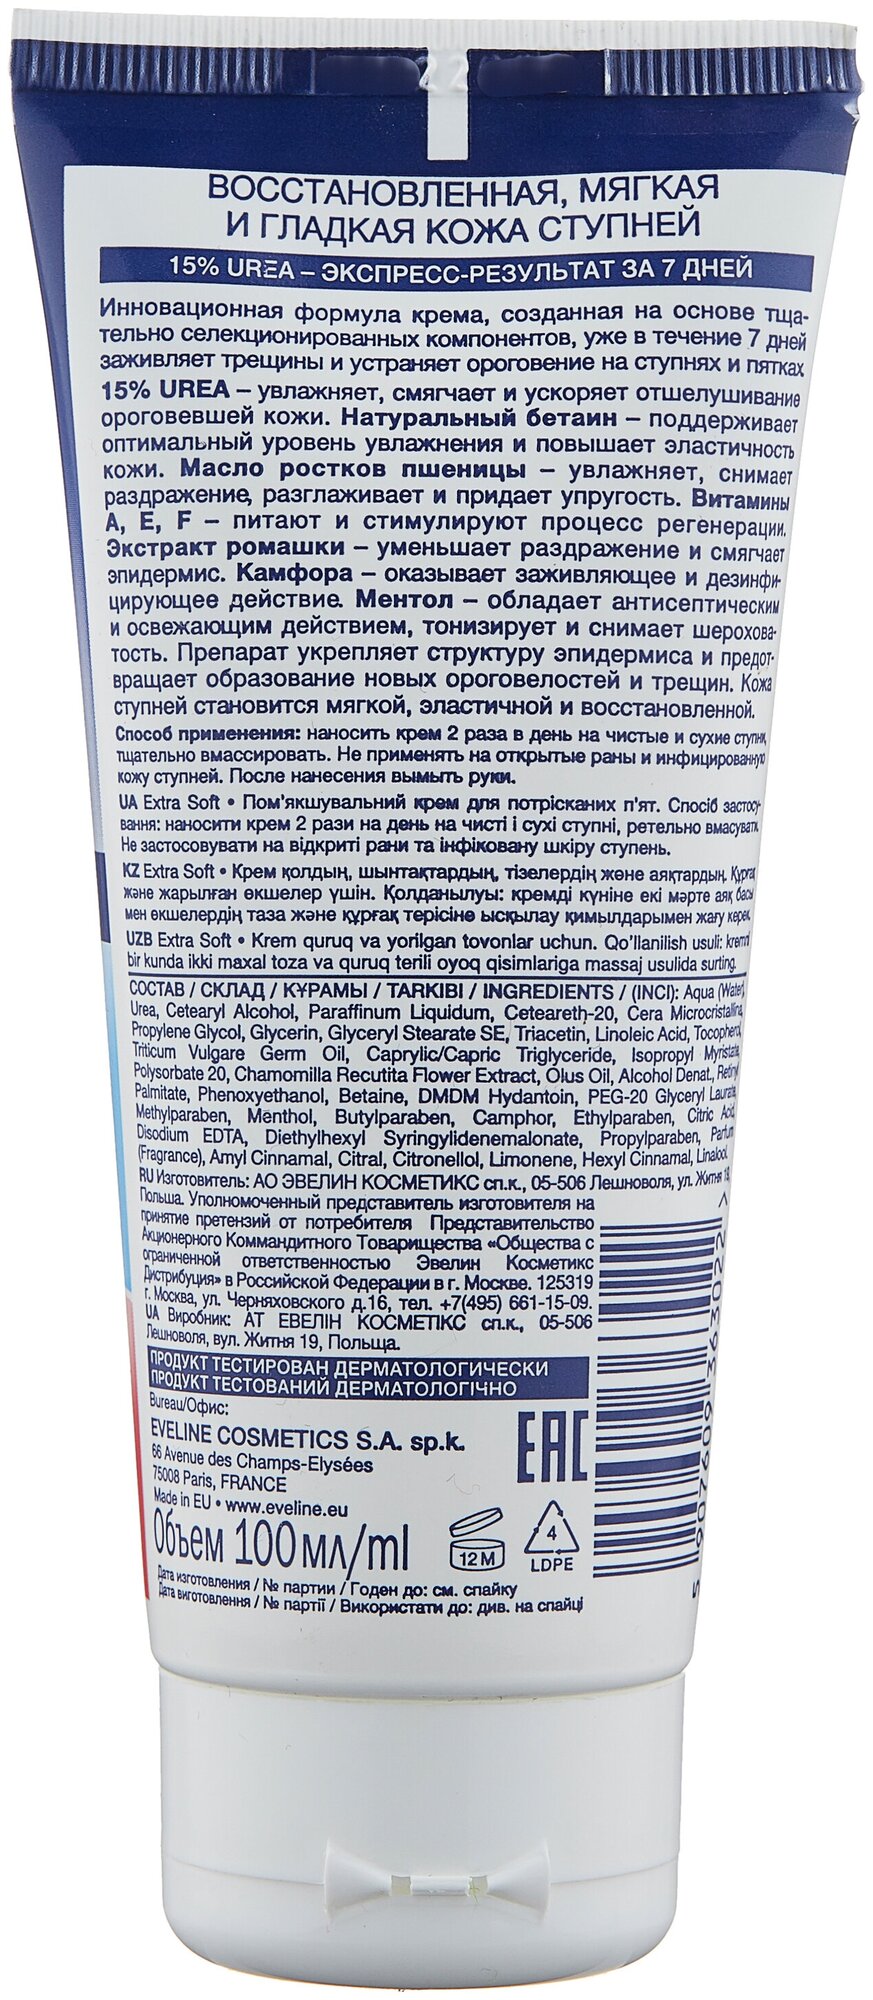 ВОССТАНОВЛЕННАЯ, МЯГКАЯ
И ГЛАДКАЯ КОЖА СТУПНЕЙ
15% UREA – ЭКСПРЕСС-РЕЗУЛЬТАТ ЗА 7 ДНЕЙ
Инновационная формула крема, созданная на основе тща-
тельно селекционированных компонентов, уже в течение 7 дней
заживляет трещины и устраняет ороговение на ступнях и пятках.
15% UREA – увлажняет, смягчает и ускоряет отшелушивание
ороговевшей кожи. Натуральный бетаин – поддерживает
оптимальный уровень увлажнения и повышает эластичность
кожи. Масло ростков пшеницы – увлажняет, снимает
раздражение, разглаживает и придает упругость. Витамины
A, E, F – питают и стимулируют процесс регенерации.
Экстракт ромашки – уменьшает раздражение и смягчает
эпидермис. Камфора – оказывает заживляющее и дезинфи-
цирующее действие. Ментол – обладает антисептическим
и освежающим действием, тонизирует и снимает шерохова-
тость. Препарат укрепляет структуру эпидермиса и предот-
вращает образование новых ороговелостей и трещин. Кожа
ступней становится мягкой, эластичной и восстановленной.
Способ применения: наносить крем 2 раза в день на чистые и сухие ступни,
тщательно вмассировать. Не применять на открытые раны и инфицированную
кожу ступней. После нанесения вымыть руки.
UA Extra Soft • Пом'якшувальний крем для потрісканих п'ят. Спосіб застосу-
вання: наносити крем 2 рази на день на чисті і сухі ступні, ретельно вмасувати.
Не застосовувати на відкриті рани та інфіковану шкіру ступень.
KZ Extra Soft • Крем қолдың, шынтақтардың, тізелердің және аяқтардың. Құрғақ
және жарылған өкшелер үшін. Қолданылуы: кремді күніне екі мәрте аяқ басы
мен өкшелердің таза және құрғақ терісіне ысқылау қимылдарымен жағу керек.
UZB Extra Soft • Krem quruq va yorilgan tovonlar uchun. Qo'llanilish usuli: kremni
bir kunda ikki maxal toza va quruq terili oyoq qisimlariga massaj usulida surting.
СОСТАВ / СКЛАД / ҚҰРАМЫ / TARKIBI / INGREDIENTS / (INCI): Aqua (Water),
Urea, Cetearyl Alcohol, Paraffinum Liquidum, Ceteareth-20, Cera Microcristallina,
Propylene Glycol, Glycerin, Glyceryl Stearate SE, Triacetin, Linoleic Acid, Tocopherol,
Triticum Vulgare Germ Oil, Caprylic/Capric Triglyceride, Isopropyl Myristate,
Polysorbate 20, Chamomilla Recutita Flower Extract, Olus Oil, Alcohol Denat., Retinyl
Palmitate, Phenoxyethanol, Betaine, DMDM Hydantoin, PEG-20 Glyceryl Laurate,
Methylparaben, Menthol, Butylparaben, Camphor, Ethylparaben, Citric Acid,
Disodium EDTA, Diethylhexyl Syringylidenemalonate, Propylparaben, Parfum
(Fragrance), Amyl Cinnamal, Citral, Citronellol, Limonene, Hexyl Cinnamal, Linalool.
RU Изготовитель: АО ЭВЕЛИН КОСМЕТИКС сп.к., 05-506 Лешноволя, ул. Житня 19,
Польша. Уполномоченный представитель изготовителя на
принятие претензий от потребителя Представительство
Акционерного Коммандитного Товарищества «Общества с
ограниченной ответственностью Эвелин Косметикс
Дистрибуция» в Российской Федерации в г. Москве. 125319
г. Москва, ул. Черняховского д.16, тел. +7(495) 661-15-09.
UA Виробник: АТ ЕВЕЛІН КОСМЕТІКС сп.к., 05-506
Лешноволя, вул. Житня 19, Польща.
ПРОДУКТ ТЕСТИРОВАН ДЕРМАТОЛОГИЧЕСКИ
ПРОДУКТ ТЕСТОВАНИЙ ДЕРМАТОЛОГІЧНО
Bureau/Офис:
EVELINE COSMETICS S.A. sp.k.
66 Avenue des Champs-Elysées
75008 Paris, FRANCE
Made in EU • www.eveline.eu
EAC
Объем 100 мл/ml
12 M
4
LDPE
Дата изготовления / № партии / Годен до: см. спайку
Дата виготовлення / № партії / Використати до: див. на спайці
5 907609 363022 >